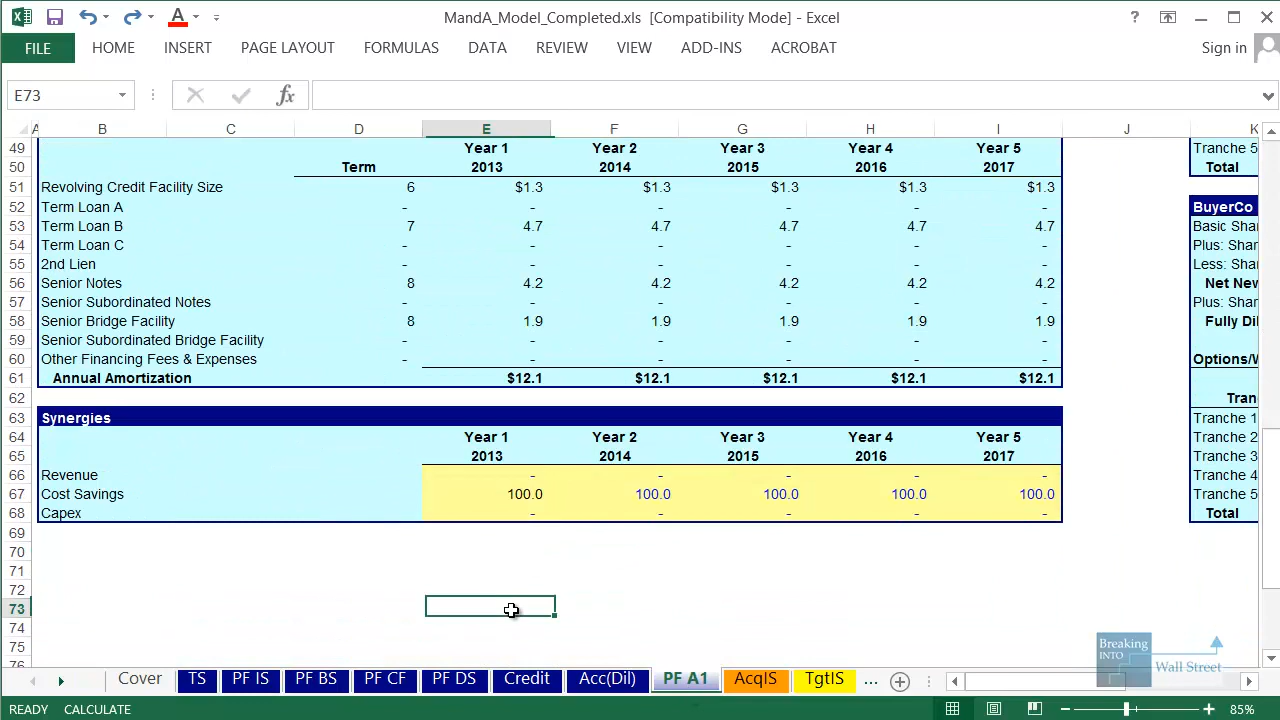 MandA_Model_Completed.xls [Compatibility Mode] - Excel
FILE HOME INSERT PAGE LAYOUT FORMULAS DATA REVIEW VIEW ADD-INS ACROBAT Sign in
E73 fx
A B C D E F G H I J K
49 Year 1 Year 2 Year 3 Year 4 Year 5 Tranche 5
50 Term 2013 2014 2015 2016 2017 Total
51 Revolving Credit Facility Size 6 $1.3 $1.3 $1.3 $1.3 $1.3
52 Term Loan A - - - - - - BuyerCo
53 Term Loan B 7 4.7 4.7 4.7 4.7 4.7 Basic Shar
54 Term Loan C - - - - - - Plus: Shar
55 2nd Lien - - - - - - Less: Shar
56 Senior Notes 8 4.2 4.2 4.2 4.2 4.2 Net New
57 Senior Subordinated Notes - - - - - - Plus: Shar
58 Senior Bridge Facility 8 1.9 1.9 1.9 1.9 1.9 Fully Dil
59 Senior Subordinated Bridge Facility - - - - - -
60 Other Financing Fees & Expenses - - - - - - Options/W
61 Annual Amortization $12.1 $12.1 $12.1 $12.1 $12.1
62 Tran
63 Synergies Tranche 1
64 Year 1 Year 2 Year 3 Year 4 Year 5 Tranche 2
65 2013 2014 2015 2016 2017 Tranche 3
66 Revenue - - - - - Tranche 4
67 Cost Savings 100.0 100.0 100.0 100.0 100.0 Tranche 5
68 Capex - - - - - Total
69
70
71
72
73
74
75
76
Breaking
INTO
Wall Street
Cover TS PF IS PF BS PF CF PF DS Credit Acc(Dil) PF A1 AcqIS TgtIS ...
READY CALCULATE 85%